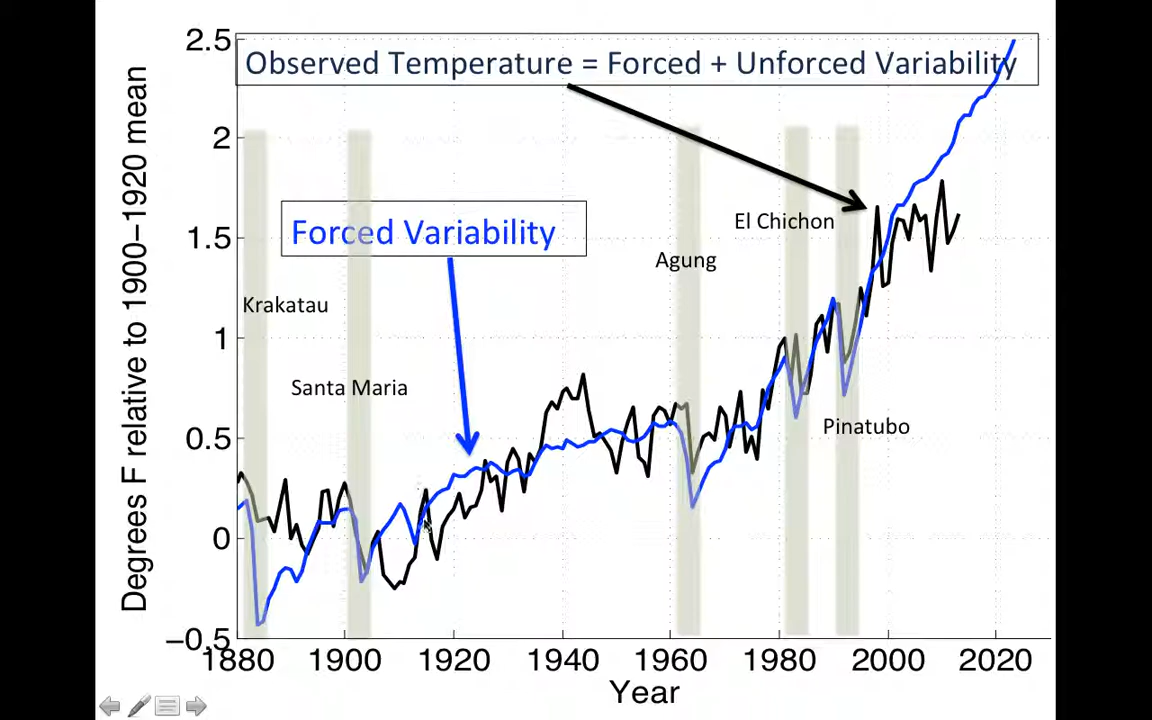 Observed Temperature = Forced + Unforced Variability
Forced Variability
El Chichon
Agung
Krakatau
Santa Maria
Pinatubo
Degrees F relative to 1900−1920 mean
2.5
2
1.5
1
0.5
0
−0.5
1880 1900 1920 1940 1960 1980 2000 2020
Year